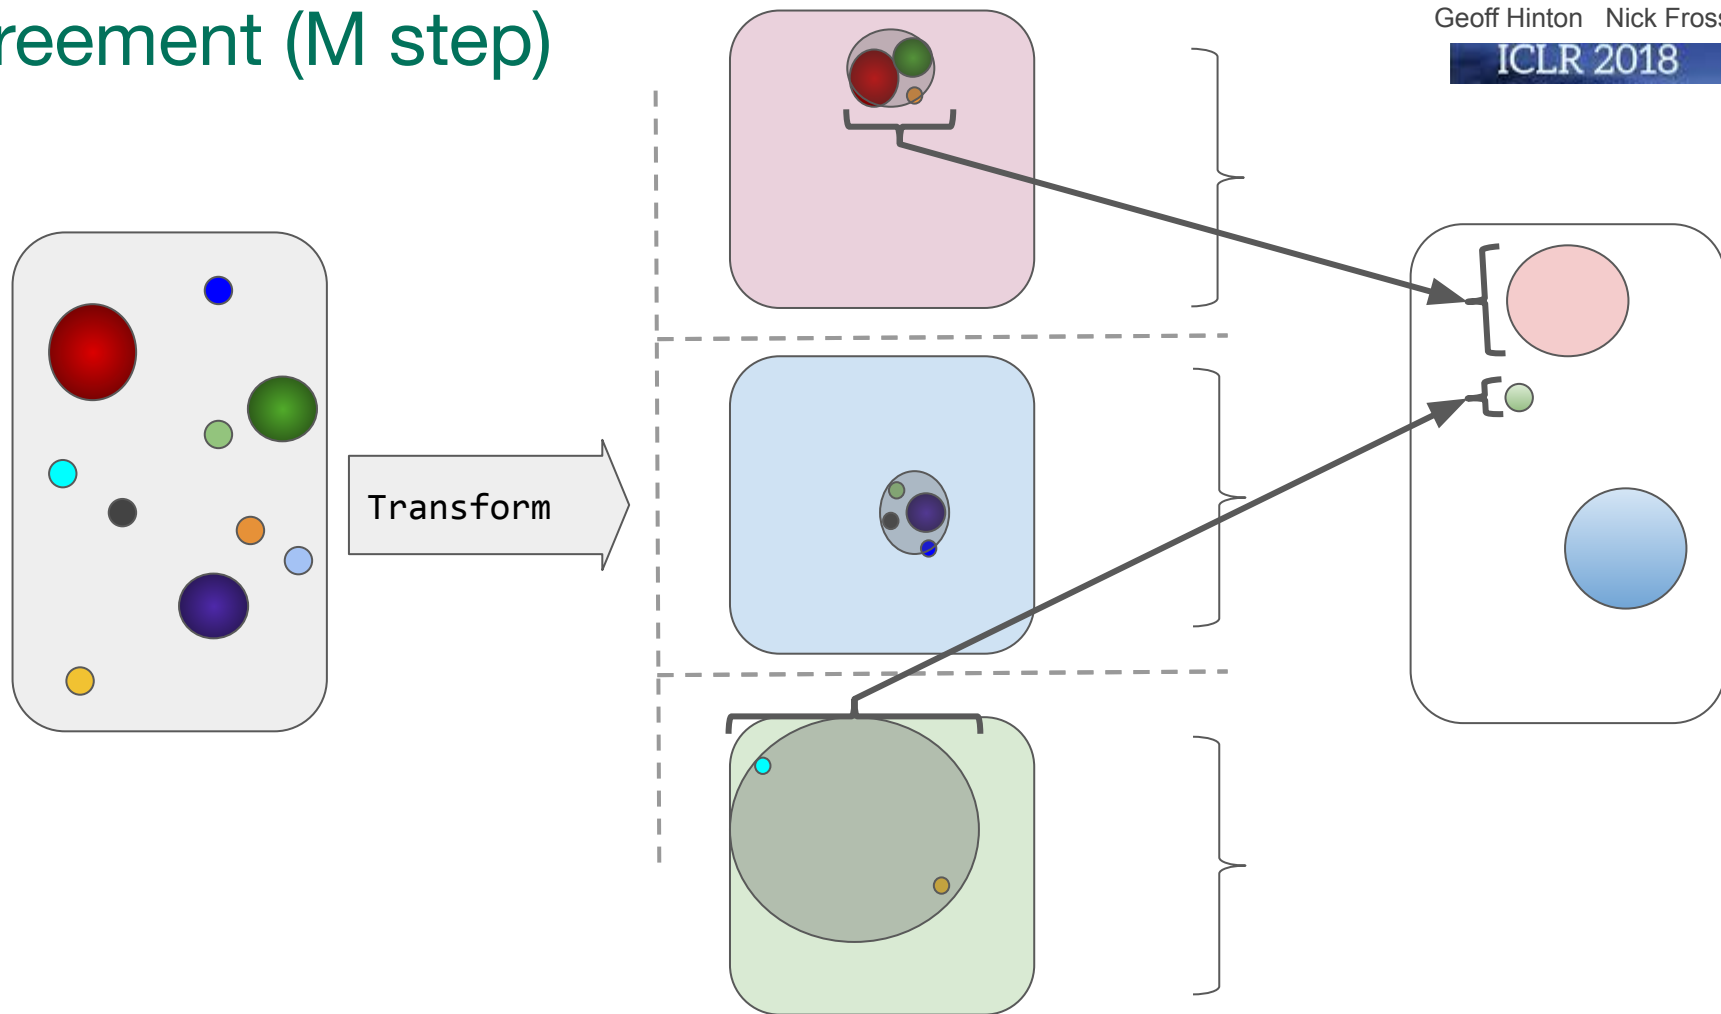 reement (M step)
Geoff Hinton Nick Fross
ICLR 2018
Transform